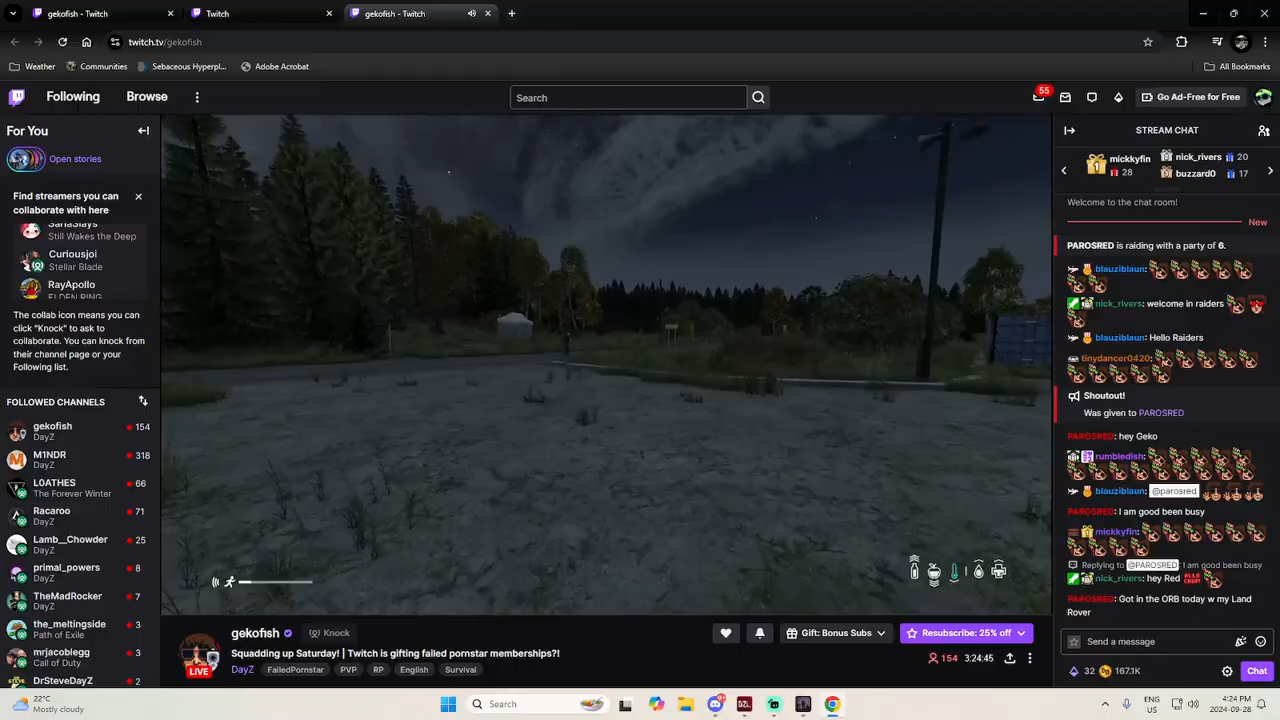 gekofish - Twitch
Twitch
gekofish - Twitch
twitch.tv/gekofish
Weather
Communities
Sebaceous Hyperpl...
Adobe Acrobat
All Bookmarks
Following
Browse
Search
55
Go Ad-Free for Free
For You
Open stories
Find streamers you can
collaborate with here
Still Wakes the Deep
Curiousjoi
Stellar Blade
RayApollo
ELDEN RING
The collab icon means you can
click "Knock" to ask to
collaborate. You can knock from
their channel page or your
Following list.
FOLLOWED CHANNELS
gekofish 154
DayZ
M1NDR 318
DayZ
L0ATHES 66
The Forever Winter
Racaroo 71
DayZ
Lamb__Chowder 25
DayZ
primal_powers 8
DayZ
TheMadRocker 7
DayZ
the_meltingside 3
Path of Exile
mrjacoblegg 3
Call of Duty
DrSteveDayZ 2
LIVE
gekofish
Knock
Squadding up Saturday! | Twitch is gifting failed pornstar memberships?!
DayZ FailedPornstar PVP RP English Survival
Gift: Bonus Subs
Resubscribe: 25% off
154 3:24:45
STREAM CHAT
1 mickkyfin 28
nick_rivers 20
buzzard0 17
Welcome to the chat room!
New
PAROSRED is raiding with a party of 6.
blauziblaun:
nick_rivers: welcome in raiders
blauziblaun: Hello Raiders
tinydancer0420:
Shoutout!
Was given to PAROSRED
PAROSRED: hey Geko
rumbledish:
blauziblaun: @parosred
PAROSRED: I am good been busy
mickkyfin:
Replying to @PAROSRED: I am good been busy
nick_rivers: hey Red
PAROSRED: Got in the ORB today w my Land
Rover
Send a message
32 167.1K
Chat
22°C
Mostly cloudy
Search
ENG
US
4:24 PM
2024-09-28